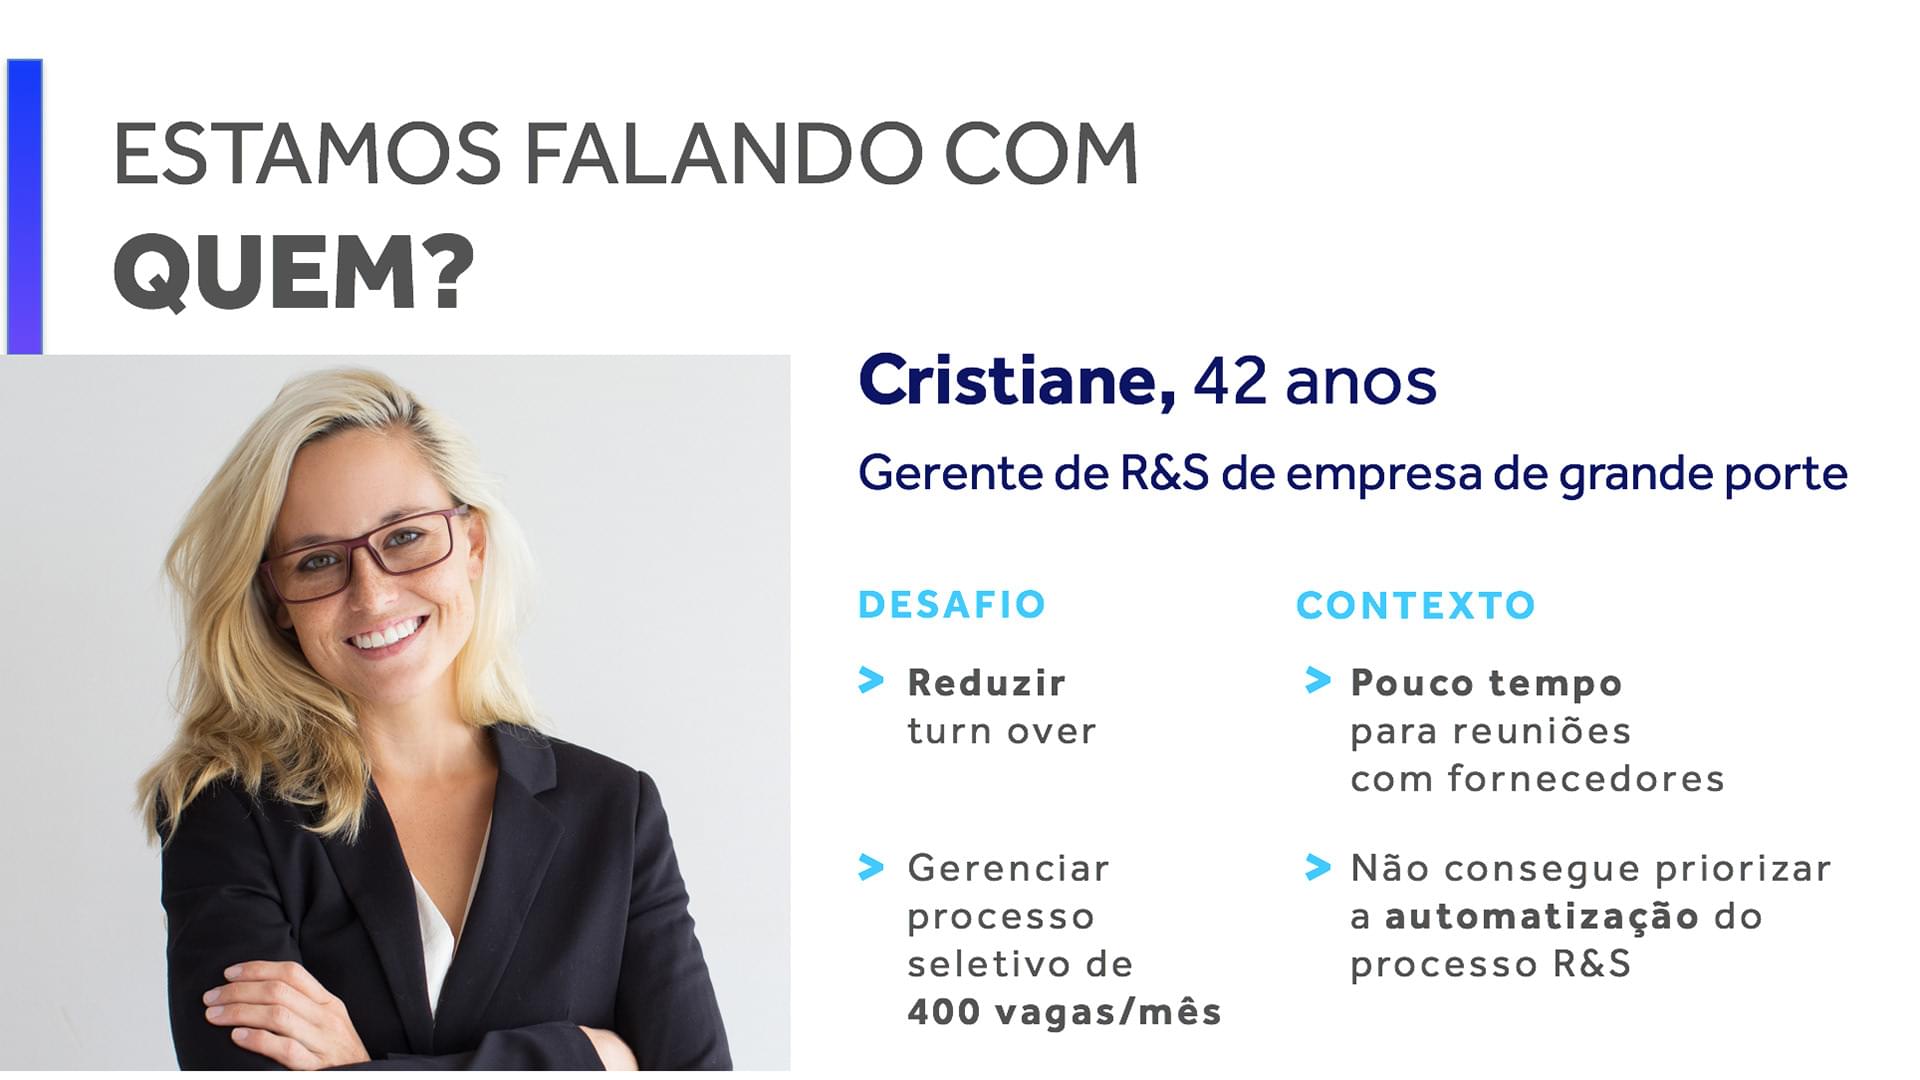 ESTAMOS FALANDO COM
QUEM?
Cristiane, 42 anos
Gerente de R&S de empresa de grande porte
DESAFIO
> Reduzir
turn over
> Gerenciar
processo
seletivo de
400 vagas/mês
CONTEXTO
> Pouco tempo
para reuniões
com fornecedores
> Não consegue priorizar
a automatização do
processo R&S